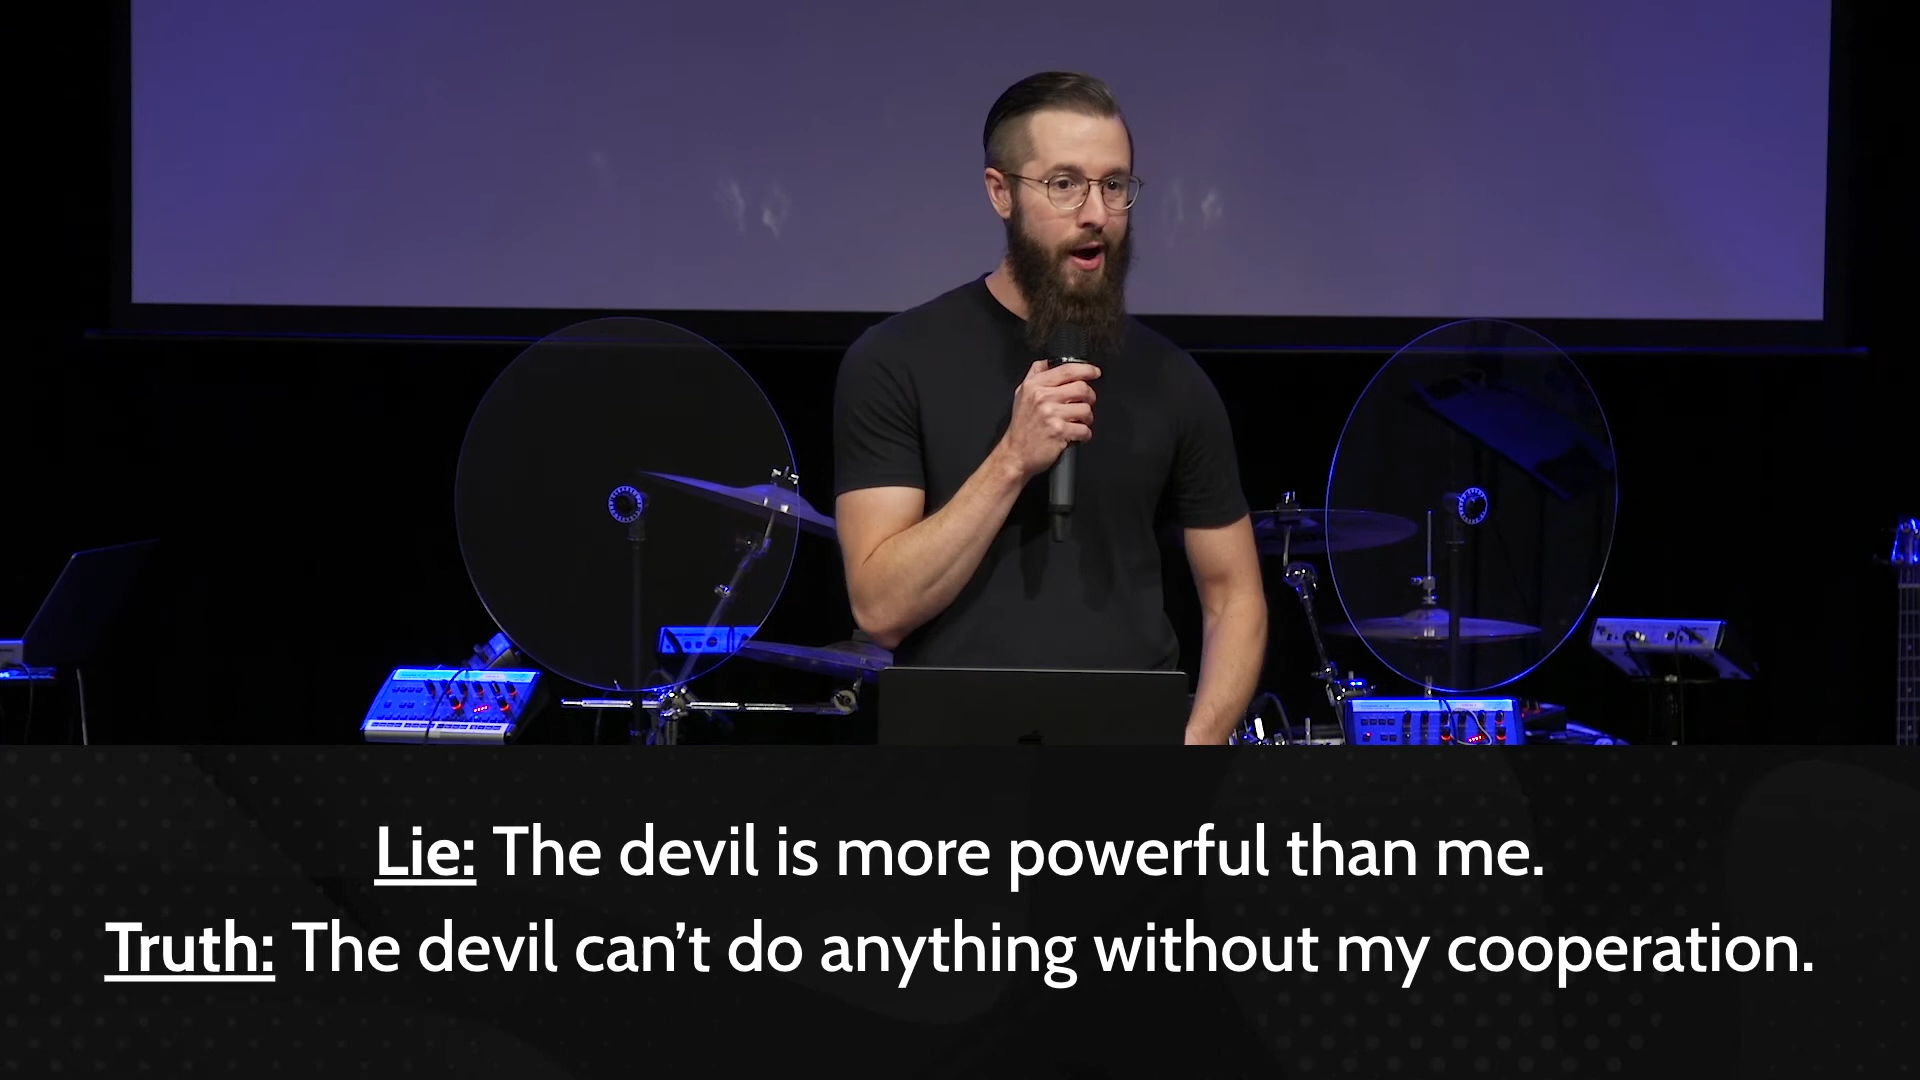 Lie: The devil is more powerful than me.
Truth: The devil can’t do anything without my cooperation.